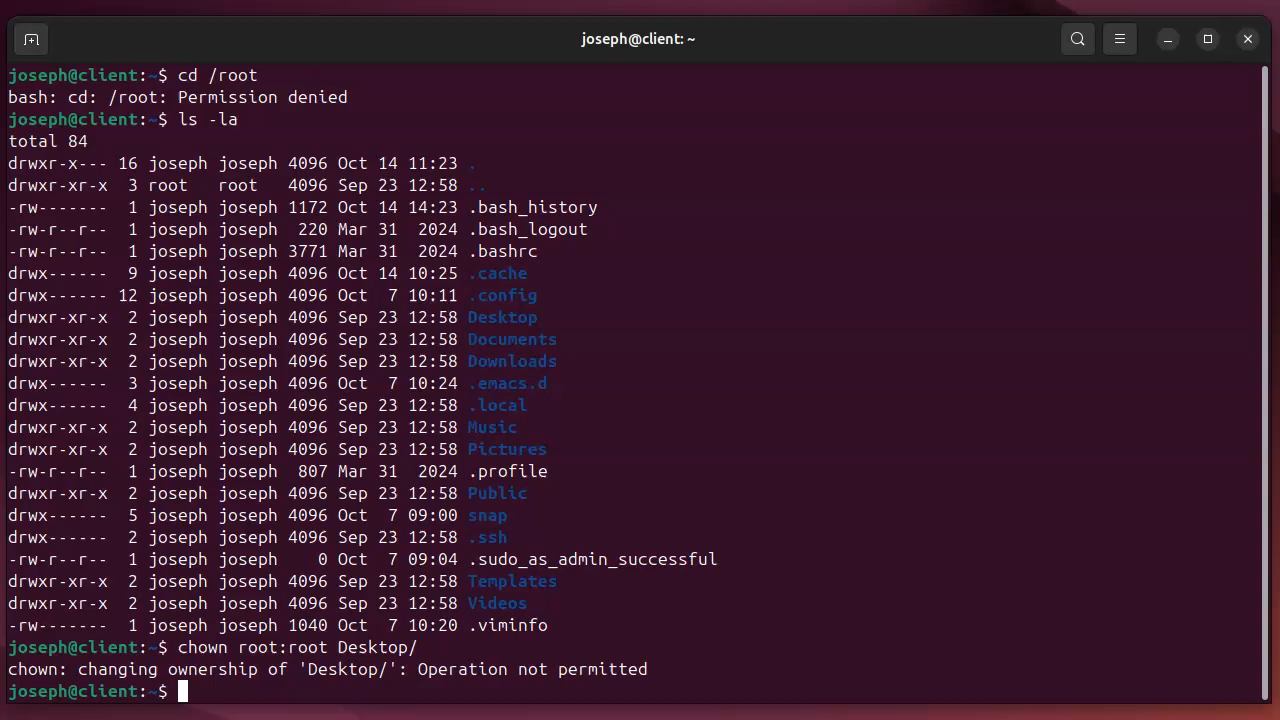 joseph@client: ~
joseph@client:~$ cd /root
bash: cd: /root: Permission denied
joseph@client:~$ ls -la
total 84
drwxr-x--- 16 joseph joseph 4096 Oct 14 11:23 .
drwxr-xr-x  3 root   root   4096 Sep 23 12:58 ..
-rw-------  1 joseph joseph 1172 Oct 14 14:23 .bash_history
-rw-r--r--  1 joseph joseph  220 Mar 31  2024 .bash_logout
-rw-r--r--  1 joseph joseph 3771 Mar 31  2024 .bashrc
drwx------  9 joseph joseph 4096 Oct 14 10:25 .cache
drwx------ 12 joseph joseph 4096 Oct  7 10:11 .config
drwxr-xr-x  2 joseph joseph 4096 Sep 23 12:58 Desktop
drwxr-xr-x  2 joseph joseph 4096 Sep 23 12:58 Documents
drwxr-xr-x  2 joseph joseph 4096 Sep 23 12:58 Downloads
drwx------  3 joseph joseph 4096 Oct  7 10:24 .emacs.d
drwx------  4 joseph joseph 4096 Sep 23 12:58 .local
drwxr-xr-x  2 joseph joseph 4096 Sep 23 12:58 Music
drwxr-xr-x  2 joseph joseph 4096 Sep 23 12:58 Pictures
-rw-r--r--  1 joseph joseph  807 Mar 31  2024 .profile
drwxr-xr-x  2 joseph joseph 4096 Sep 23 12:58 Public
drwx------  5 joseph joseph 4096 Oct  7 09:00 snap
drwx------  2 joseph joseph 4096 Sep 23 12:58 .ssh
-rw-r--r--  1 joseph joseph    0 Oct  7 09:04 .sudo_as_admin_successful
drwxr-xr-x  2 joseph joseph 4096 Sep 23 12:58 Templates
drwxr-xr-x  2 joseph joseph 4096 Sep 23 12:58 Videos
-rw-------  1 joseph joseph 1040 Oct  7 10:20 .viminfo
joseph@client:~$ chown root:root Desktop/
chown: changing ownership of 'Desktop/': Operation not permitted
joseph@client:~$